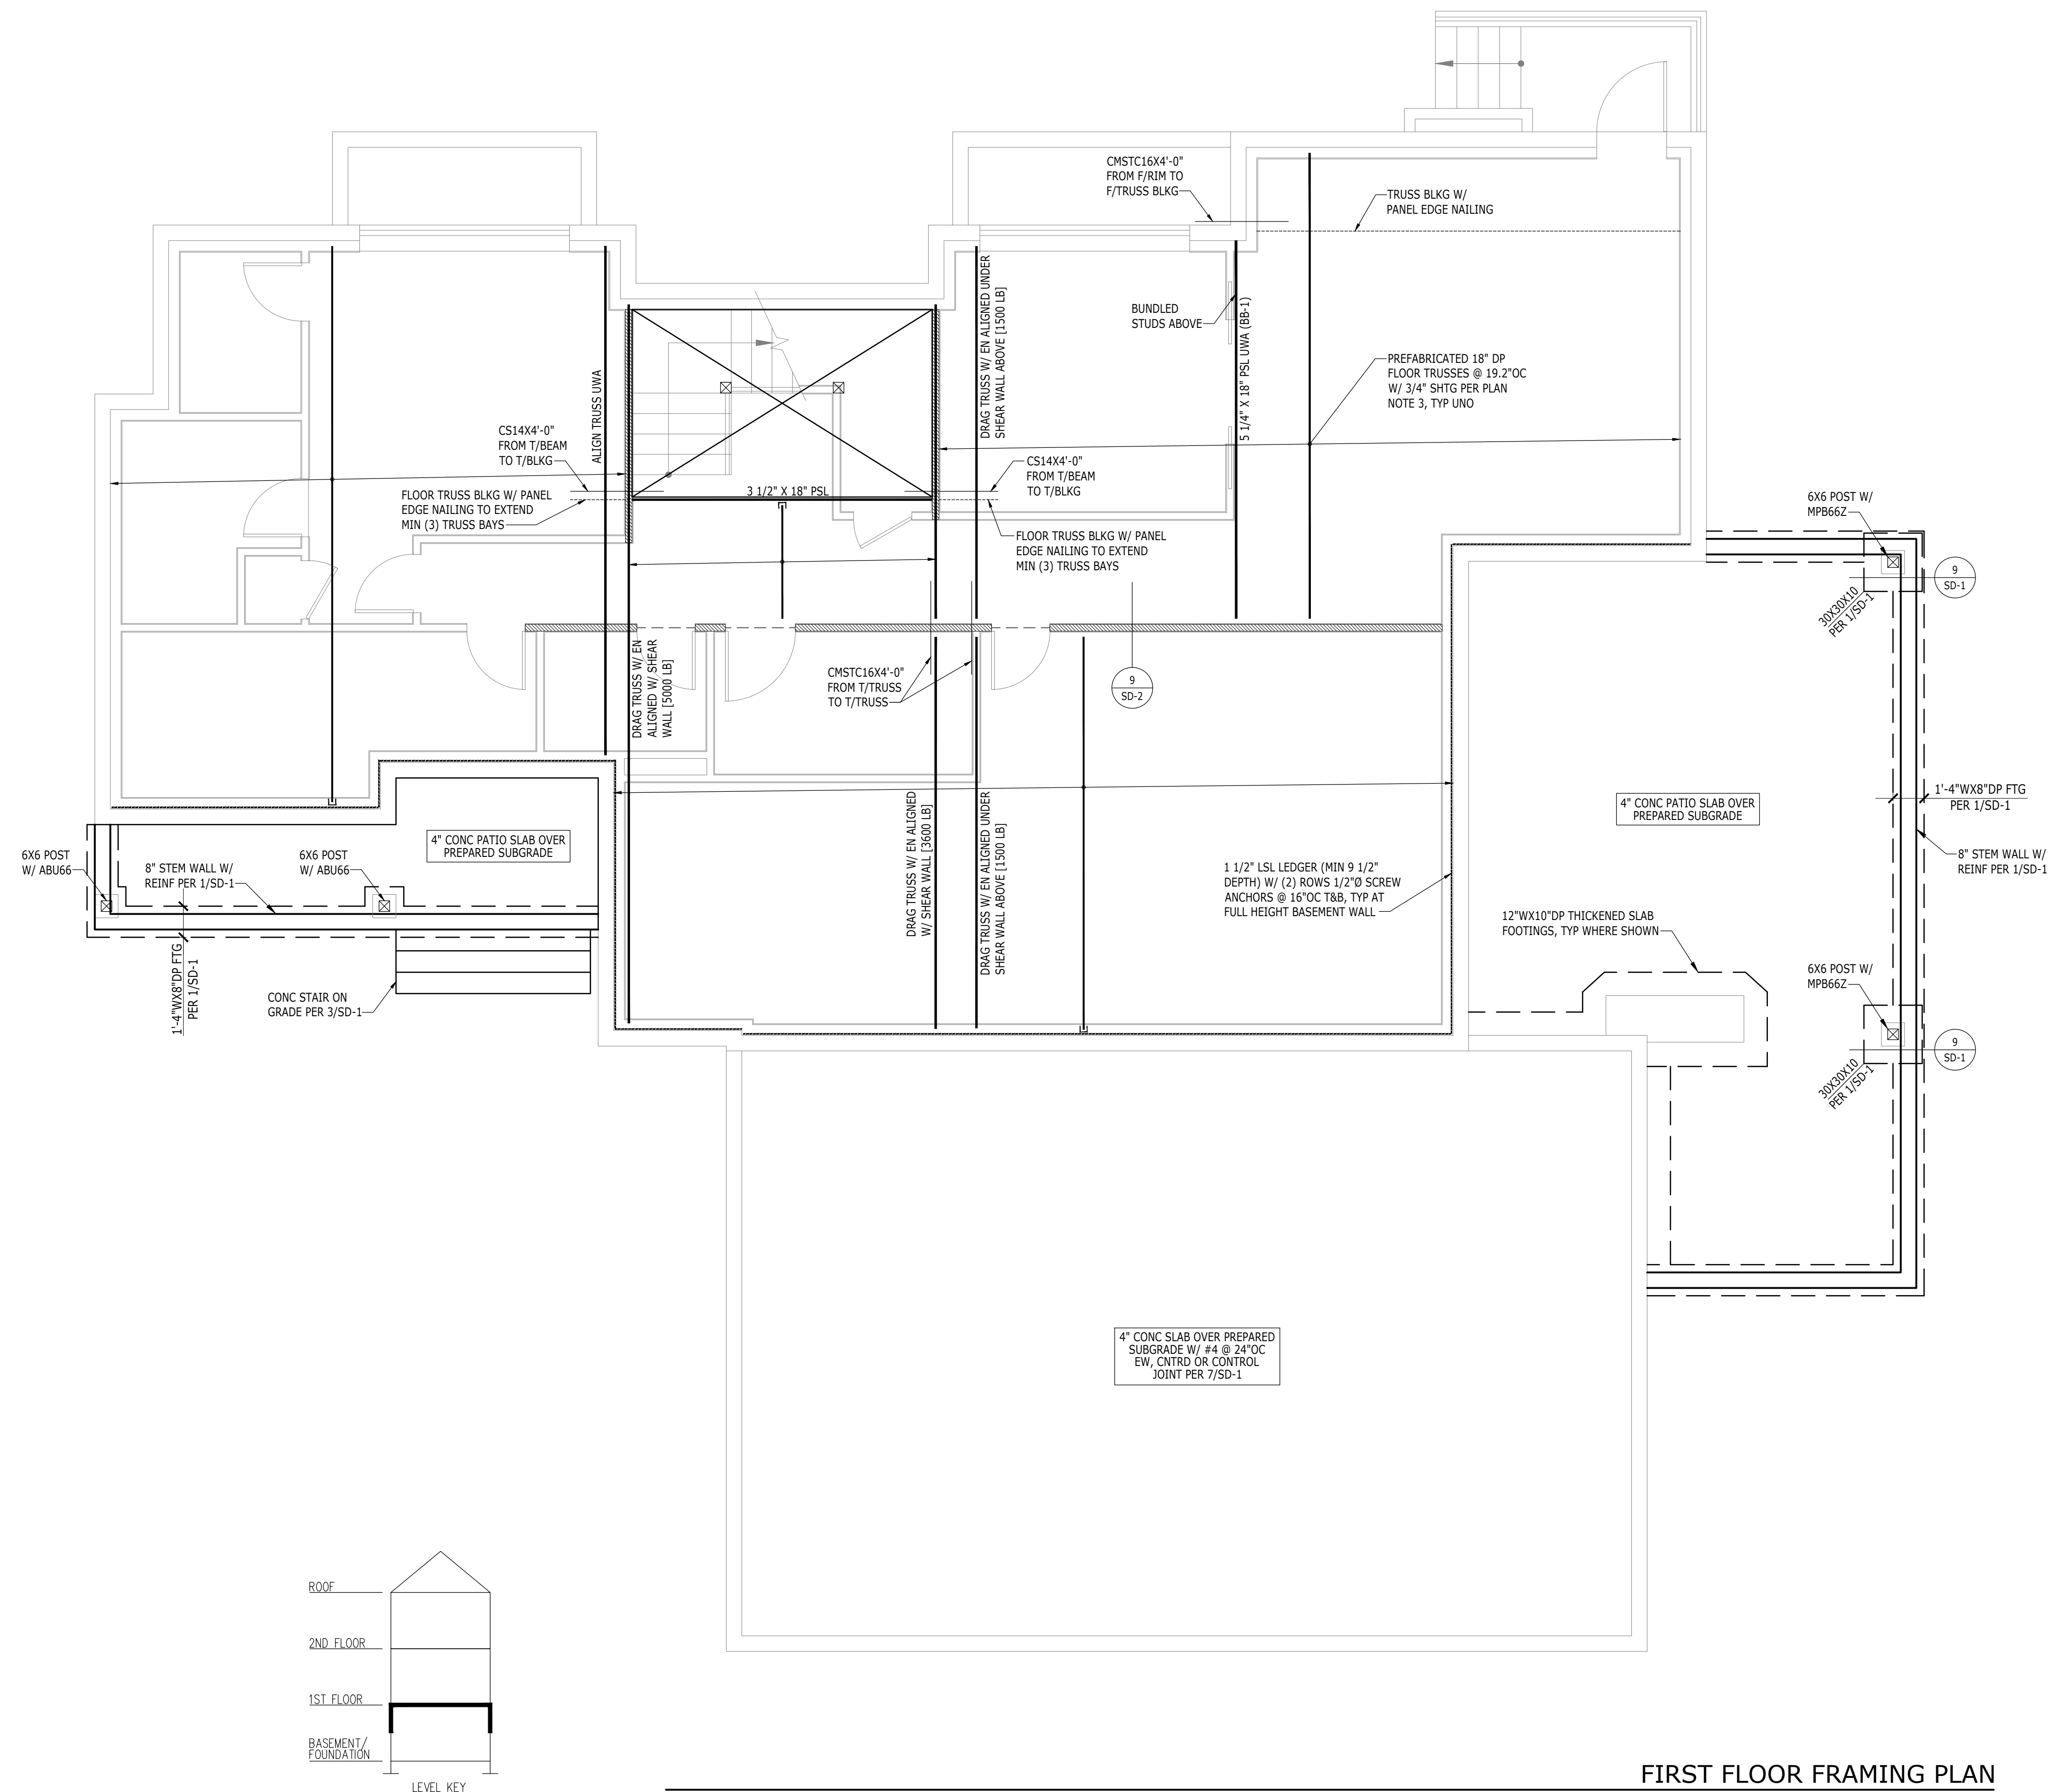 CMSTC16X4'-0"
FROM F/RIM TO
F/TRUSS BLKG
TRUSS BLKG W/
PANEL EDGE NAILING
DRAG TRUSS W/ EN ALIGNED UNDER
SHEAR WALL ABOVE [1500 LB]
BUNDLED
STUDS ABOVE
5 1/4" X 18" PSL UWA (BB-1)
PREFABRICATED 18" DP
FLOOR TRUSSES @ 19.2"OC
W/ 3/4" SHTG PER PLAN
NOTE 3, TYP UNO
ALIGN TRUSS UWA
CS14X4'-0"
FROM T/BEAM
TO T/BLKG
FLOOR TRUSS BLKG W/ PANEL
EDGE NAILING TO EXTEND
MIN (3) TRUSS BAYS
3 1/2" X 18" PSL
CS14X4'-0"
FROM T/BEAM
TO T/BLKG
FLOOR TRUSS BLKG W/ PANEL
EDGE NAILING TO EXTEND
MIN (3) TRUSS BAYS
6X6 POST W/
MPB66Z
9
SD-1
30X30X10
PER 1/SD-1
DRAG TRUSS W/ EN
ALIGNED W/ SHEAR
WALL [5000 LB]
CMSTC16X4'-0"
FROM T/TRUSS
TO T/TRUSS
9
SD-2
DRAG TRUSS W/ EN ALIGNED
W/ SHEAR WALL [3600 LB]
DRAG TRUSS W/ EN ALIGNED UNDER
SHEAR WALL ABOVE [1500 LB]
4" CONC PATIO SLAB OVER
PREPARED SUBGRADE
1'-4"WX8"DP FTG
PER 1/SD-1
8" STEM WALL W/
REINF PER 1/SD-1
4" CONC PATIO SLAB OVER
PREPARED SUBGRADE
6X6 POST
W/ ABU66
8" STEM WALL W/
REINF PER 1/SD-1
6X6 POST
W/ ABU66
1 1/2" LSL LEDGER (MIN 9 1/2"
DEPTH) W/ (2) ROWS 1/2"Ø SCREW
ANCHORS @ 16"OC T&B, TYP AT
FULL HEIGHT BASEMENT WALL
12"WX10"DP THICKENED SLAB
FOOTINGS, TYP WHERE SHOWN
1'-4"WX8"DP FTG
PER 1/SD-1
CONC STAIR ON
GRADE PER 3/SD-1
6X6 POST W/
MPB66Z
9
SD-1
30X30X10
PER 1/SD-1
4" CONC SLAB OVER PREPARED
SUBGRADE W/ #4 @ 24"OC
EW, CNTRD OR CONTROL
JOINT PER 7/SD-1
ROOF
2ND FLOOR
1ST FLOOR
BASEMENT/
FOUNDATION
LEVEL KEY
FIRST FLOOR FRAMING PLAN